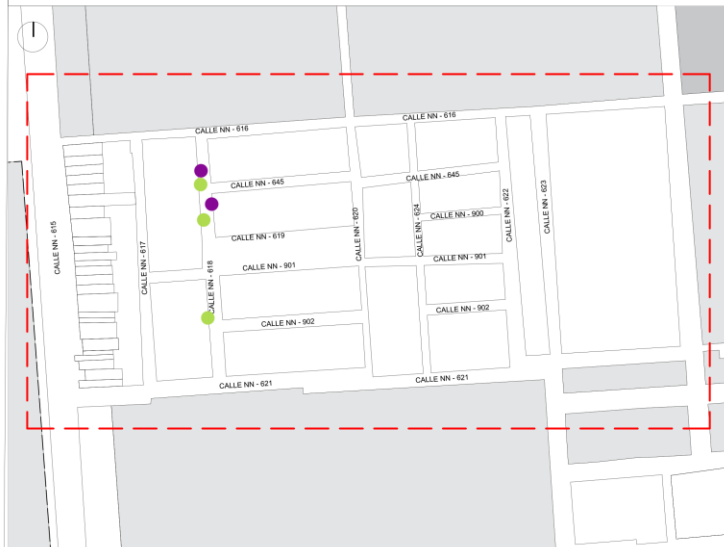 CALLE NN - 616
CALLE NN - 616
CALLE NN - 645
CALLE NN - 645
CALLE NN - 615
CALLE NN - 617
CALLE NN - 618
CALLE NN - 619
CALLE NN - 620
CALLE NN - 624
CALLE NN - 900
CALLE NN - 622
CALLE NN - 623
CALLE NN - 901
CALLE NN - 901
CALLE NN - 902
CALLE NN - 902
CALLE NN - 621
CALLE NN - 621